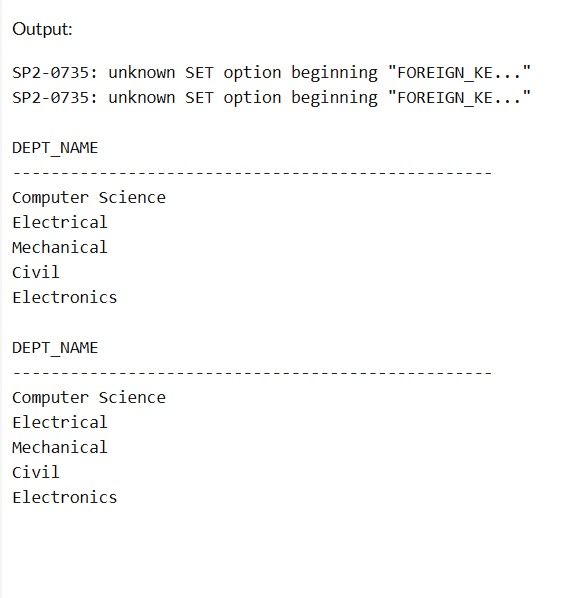 Output:
SP2-0735: unknown SET option beginning "FOREIGN_KE..."
SP2-0735: unknown SET option beginning "FOREIGN_KE..."
DEPT_NAME
--------------------------------------------------
Computer Science
Electrical
Mechanical
Civil
Electronics
DEPT_NAME
--------------------------------------------------
Computer Science
Electrical
Mechanical
Civil
Electronics